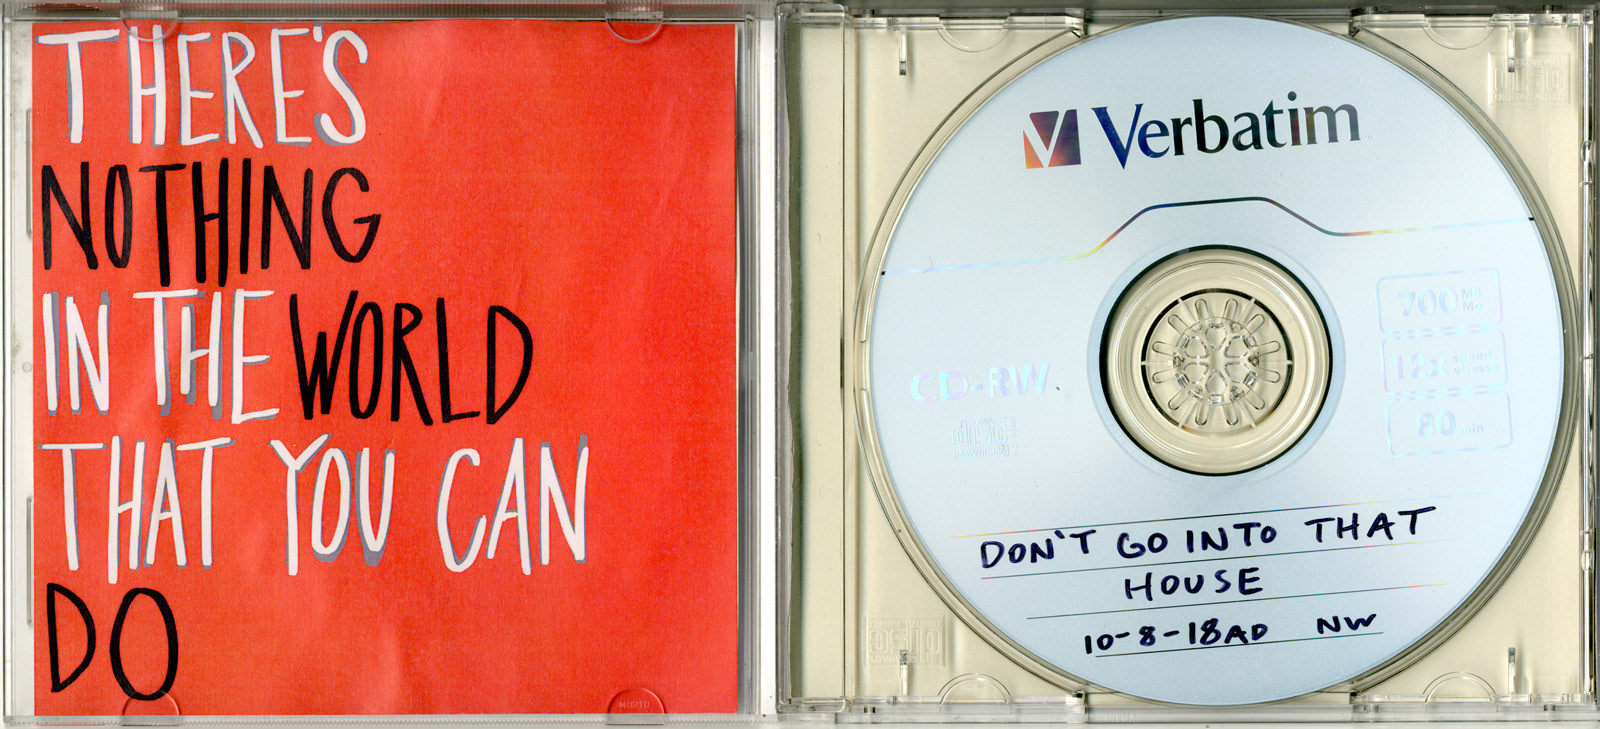 THERE'S
NOTHING
IN THE WORLD
THAT YOU CAN
DO
Verbatim
CD-RW
700 MB
12x speed
80 min
DON'T GO INTO THAT
HOUSE
10-8-18AD NW